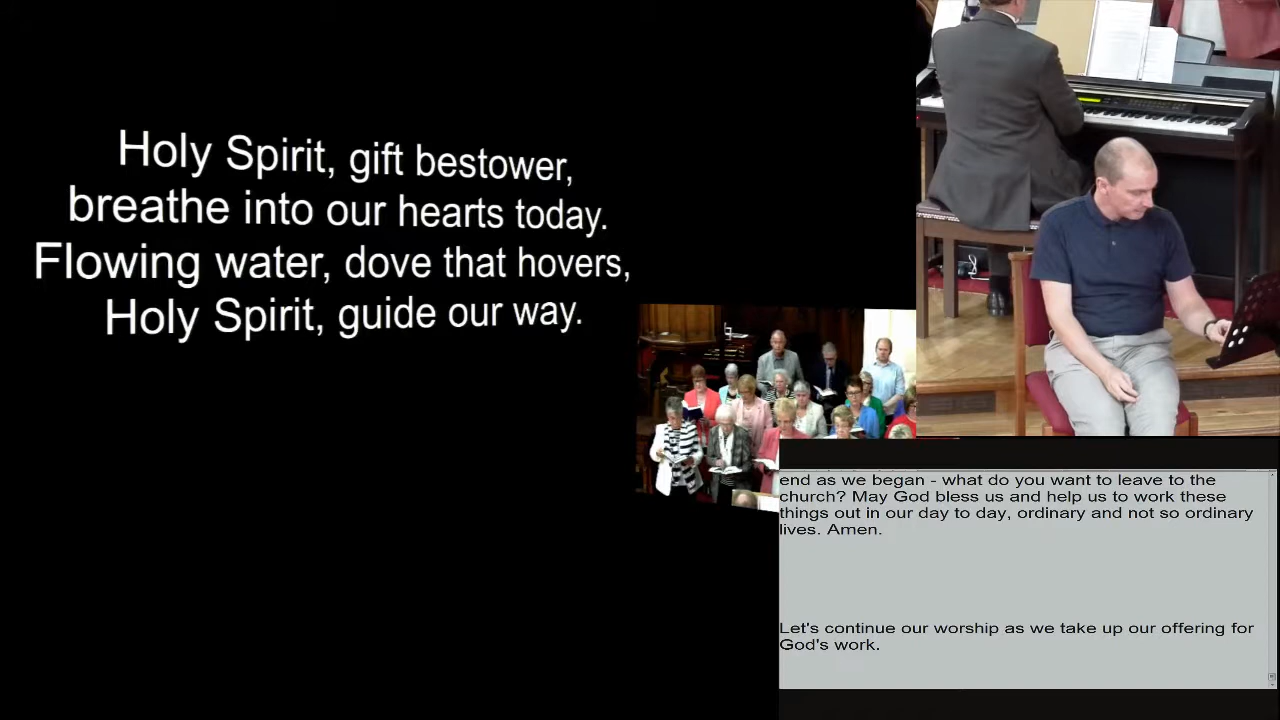 Holy Spirit, gift bestower,
breathe into our hearts today.
Flowing water, dove that hovers,
Holy Spirit, guide our way.
end as we began - what do you want to leave to the
church? May God bless us and help us to work these
things out in our day to day, ordinary and not so ordinary
lives. Amen.
Let's continue our worship as we take up our offering for
God's work.